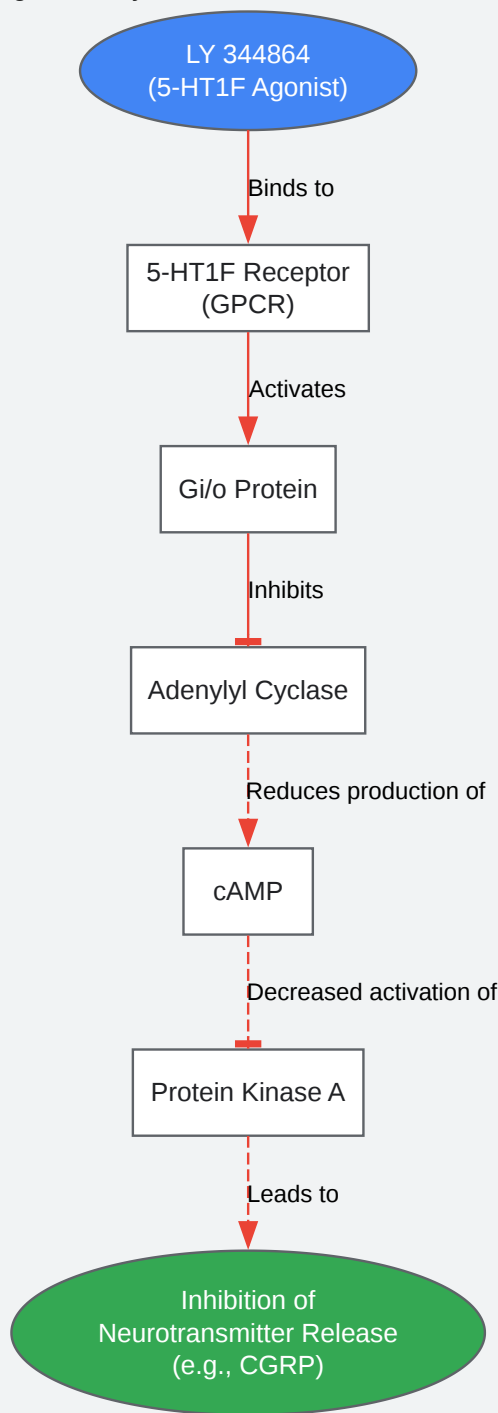 LY 344864
(5-HT1F Agonist)
Binds to
5-HT1F Receptor
(GPCR)
Activates
Gi/o Protein
Inhibits
Adenylyl Cyclase
Reduces production of
cAMP
Decreased activation of
Protein Kinase A
Leads to
Inhibition of
Neurotransmitter Release
(e.g., CGRP)